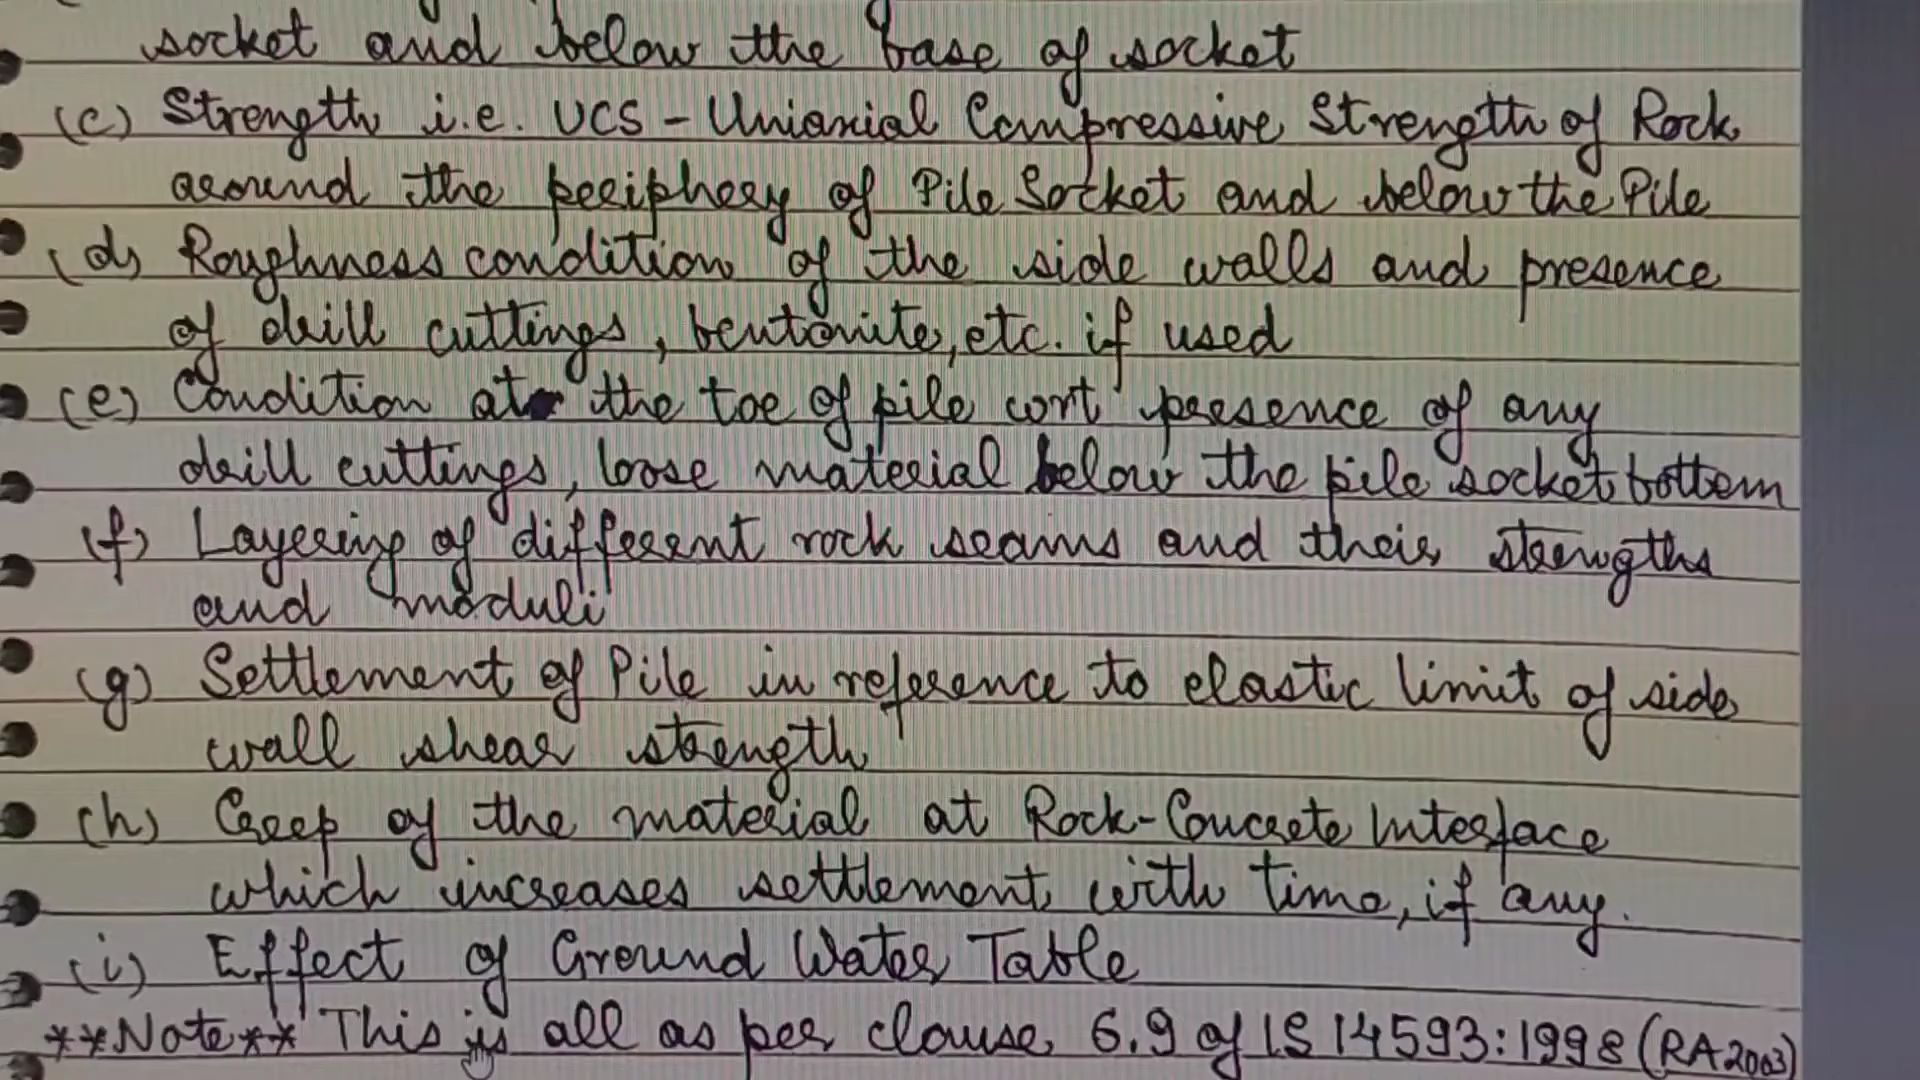 socket and below the base of socket
(c) Strength i.e. UCS - Uniaxial Compressive Strength of Rock
around the periphery of Pile Socket and below the Pile
(d) Roughness condition of the side walls and presence
of drill cuttings, bentonite, etc. if used
(e) Condition at the toe of pile wrt presence of any
drill cuttings, loose material below the pile socket bottom
(f) Layering of different rock seams and their strengths
and moduli
(g) Settlement of Pile in reference to elastic limit of side
wall shear strength
(h) Creep of the material at Rock-Concrete Interface
which increases settlement with time, if any.
(i) Effect of Ground Water Table
**Note** This is all as per clause 6.9 of IS 14593:1998 (RA2003)